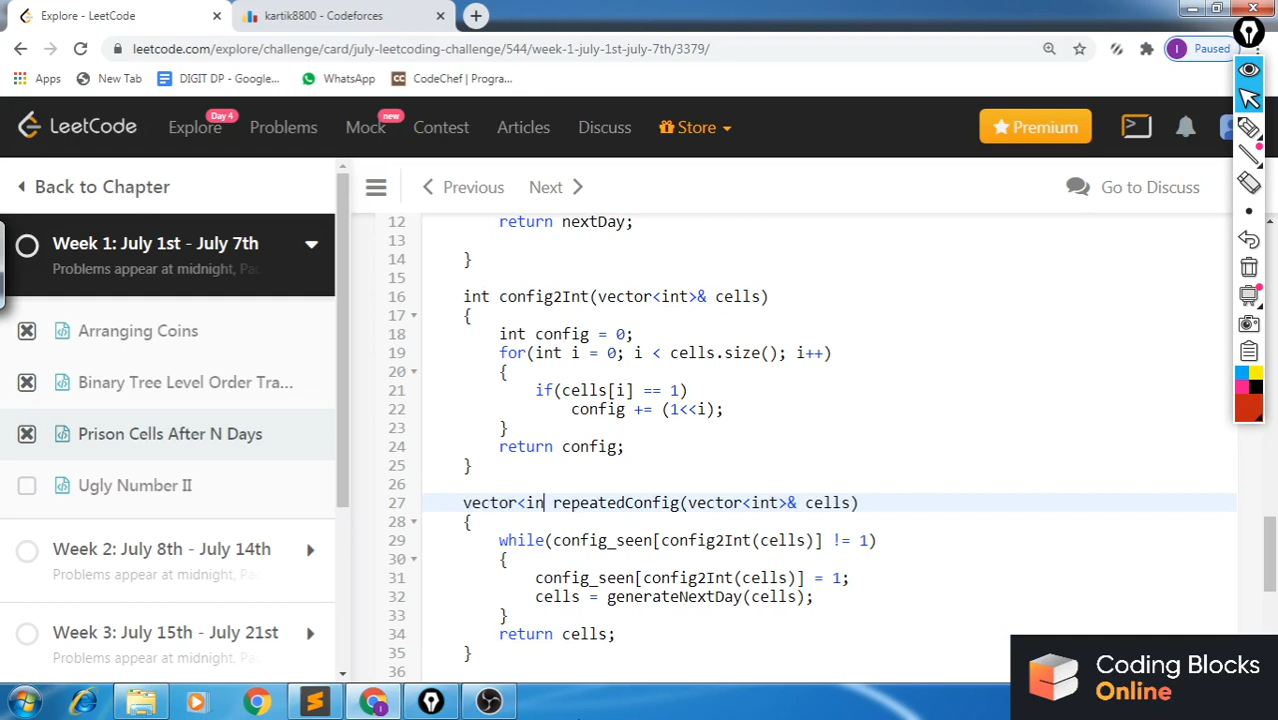 Explore - LeetCode
kartik8800 - Codeforces
leetcode.com/explore/challenge/card/july-leetcoding-challenge/544/week-1-july-1st-july-7th/3379/
I Paused
Apps New Tab DIGIT DP - Google... WhatsApp CC CodeChef | Progra...
LeetCode Explore Day 4 Problems Mock new Contest Articles Discuss Store Premium
Back to Chapter
Previous Next Go to Discuss
Week 1: July 1st - July 7th
Problems appear at midnight, Pac
Arranging Coins
Binary Tree Level Order Tra...
Prison Cells After N Days
Ugly Number II
Week 2: July 8th - July 14th
Problems appear at midnight, Pac
Week 3: July 15th - July 21st
Problems appear at midnight, Pac
12 return nextDay;
13
14 }
15
16 int config2Int(vector<int>& cells)
17 {
18 int config = 0;
19 for(int i = 0; i < cells.size(); i++)
20 {
21 if(cells[i] == 1)
22 config += (1<<i);
23 }
24 return config;
25 }
26
27 vector<in repeatedConfig(vector<int>& cells)
28 {
29 while(config_seen[config2Int(cells)] != 1)
30 {
31 config_seen[config2Int(cells)] = 1;
32 cells = generateNextDay(cells);
33 }
34 return cells;
35 }
36
Coding Blocks
Online